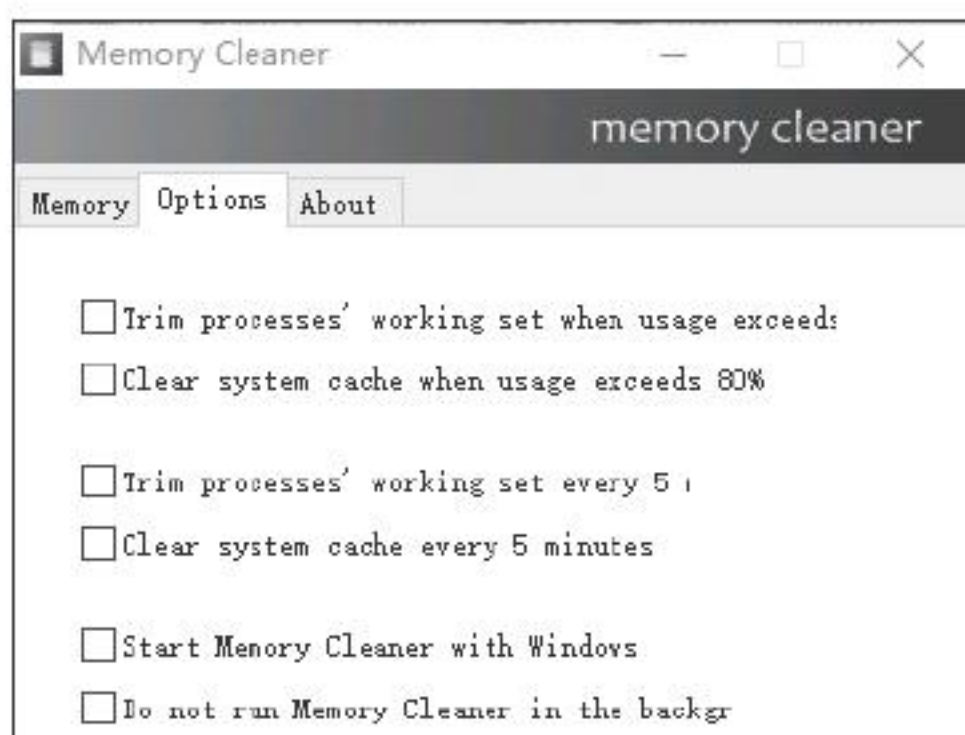 Memory Cleaner
memory cleaner
Memory Options About
Trim processes' working set when usage exceeds
Clear system cache when usage exceeds 80%
Trim processes' working set every 5
Clear system cache every 5 minutes
Start Memory Cleaner with Windows
Do not run Memory Cleaner in the backgr